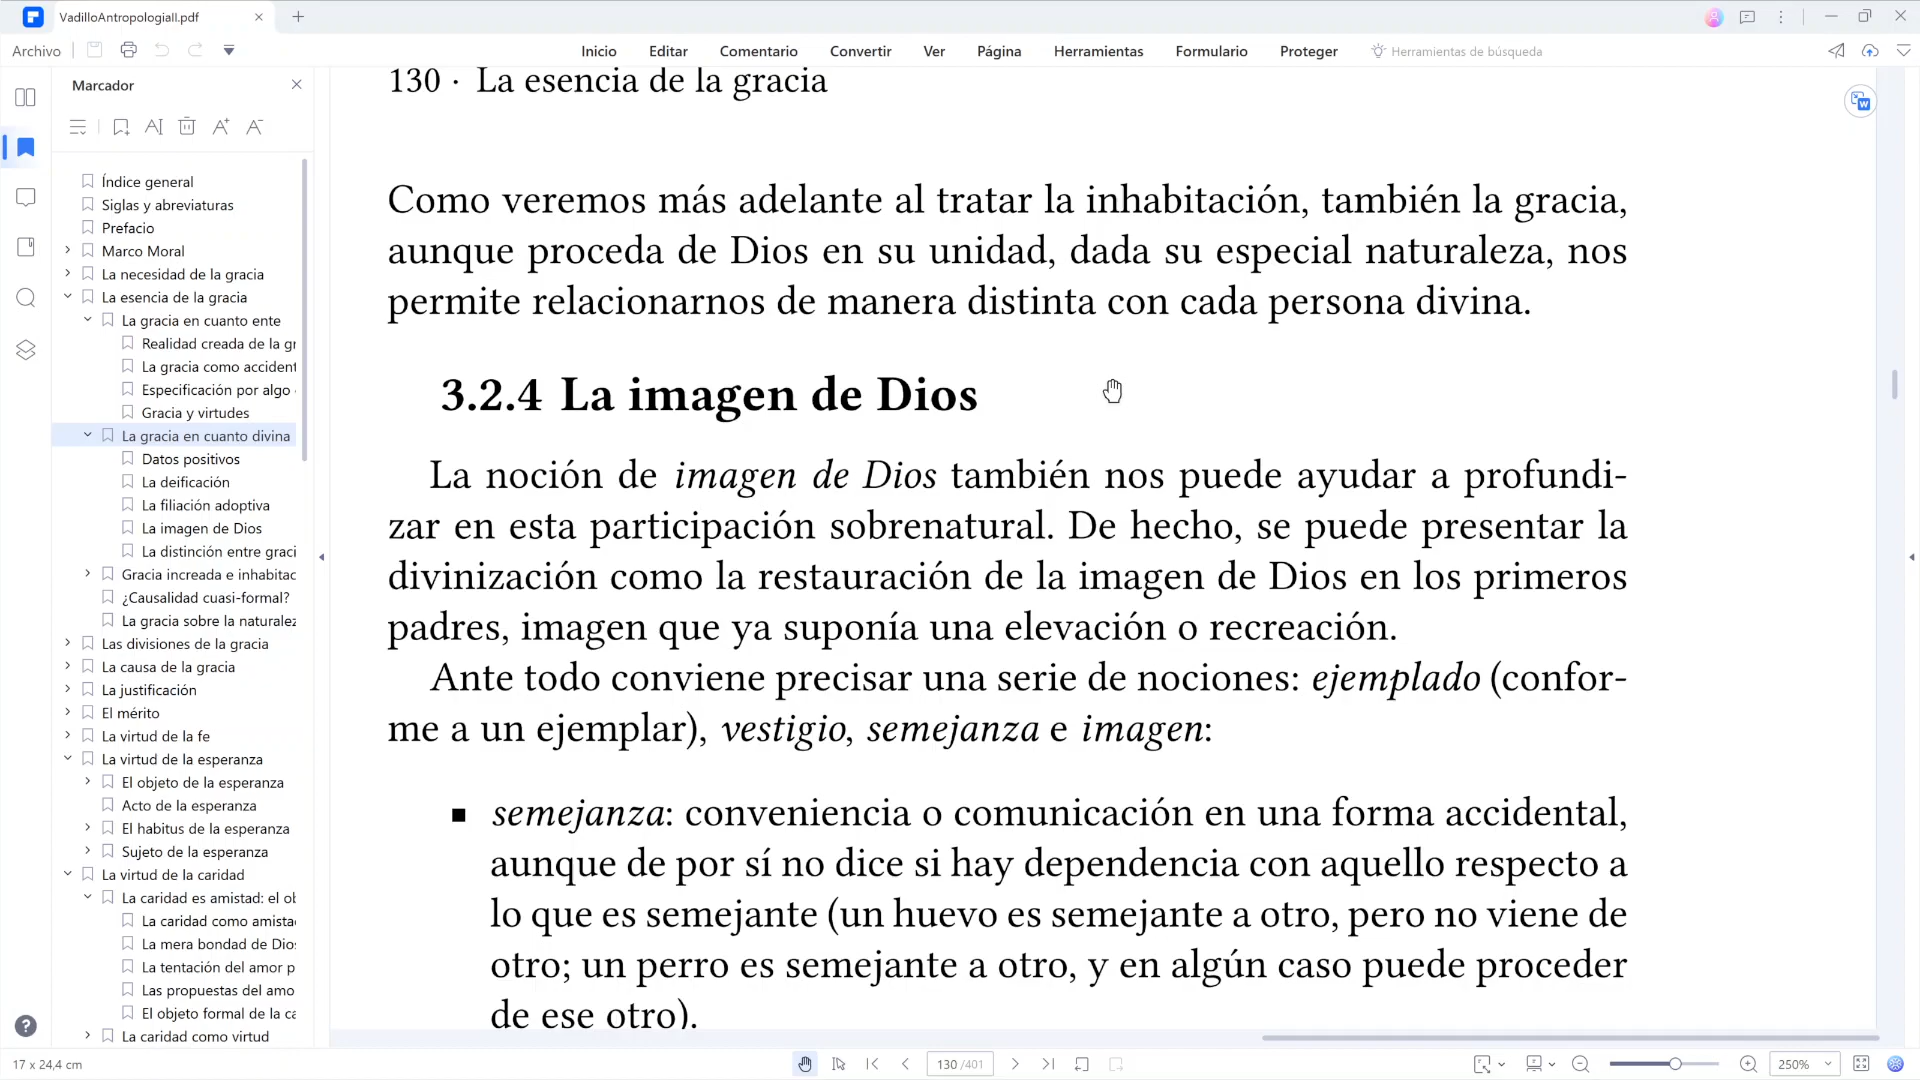 VadilloAntropologiaII.pdf
Archivo
Inicio
Editar
Comentario
Convertir
Ver
Página
Herramientas
Formulario
Proteger
Herramientas de búsqueda
Marcador
Índice general
Siglas y abreviaturas
Prefacio
Marco Moral
La necesidad de la gracia
La esencia de la gracia
La gracia en cuanto ente
Realidad creada de la gr
La gracia como accident
Especificación por algo
Gracia y virtudes
La gracia en cuanto divina
Datos positivos
La deificación
La filiación adoptiva
La imagen de Dios
La distinción entre graci
Gracia increada e inhabitac
¿Causalidad cuasi-formal?
La gracia sobre la naturalez
Las divisiones de la gracia
La causa de la gracia
La justificación
El mérito
La virtud de la fe
La virtud de la esperanza
El objeto de la esperanza
Acto de la esperanza
El habitus de la esperanza
Sujeto de la esperanza
La virtud de la caridad
La caridad es amistad: el ob
La caridad como amista
La mera bondad de Dios
La tentación del amor p
Las propuestas del amo
El objeto formal de la ca
La caridad como virtud
130 · La esencia de la gracia
Como veremos más adelante al tratar la inhabitación, también la gracia,
aunque proceda de Dios en su unidad, dada su especial naturaleza, nos
permite relacionarnos de manera distinta con cada persona divina.
3.2.4 La imagen de Dios
La noción de imagen de Dios también nos puede ayudar a profundi-
zar en esta participación sobrenatural. De hecho, se puede presentar la
divinización como la restauración de la imagen de Dios en los primeros
padres, imagen que ya suponía una elevación o recreación.
Ante todo conviene precisar una serie de nociones: ejemplado (confor-
me a un ejemplar), vestigio, semejanza e imagen:
▪ semejanza: conveniencia o comunicación en una forma accidental,
aunque de por sí no dice si hay dependencia con aquello respecto a
lo que es semejante (un huevo es semejante a otro, pero no viene de
otro; un perro es semejante a otro, y en algún caso puede proceder
de ese otro).
17 x 24,4 cm
130 /401
250%